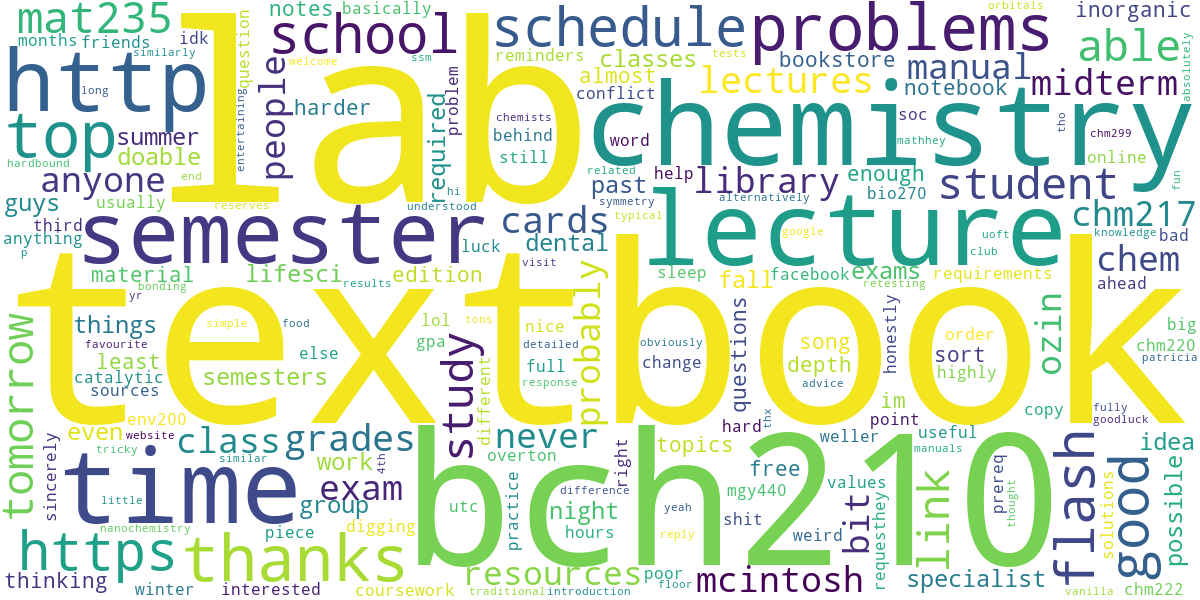 mat235
notes
basically
schedule
problems
orbitals
inorganic
months
friends
idk
question
school
able
similarly
welcome
ssm
reminders
classes
tests
bookstore
http
lab
long
people
harder
almost
conflict
lectures
manual
notebook
midterm
absolutely
entertaining
required
problem
chemists
behind
still
word
chemistry
soc
tho
chm299
mathhey
online
top
summer
doable
hardbound
end
anyone
hi
related
help
library
enough
bio270
student
fun
guys
usually
reserves
understood
past
symmetry
alternatively
third
anything
p
semester
cards
typical
google
lecture
uoft
club
chm217
knowledge
bad
luck
dental
visit
chem
yr
bonding
material
lifesci
results
edition
sleep
fall
facebook
exams
retesting
requirements
ahead
tomorrow
textbook
things
favourite
simple
food
lol
gpa
tons
nice
detailed
probably
obviously
change
questions
song
depth
honestly
order
sort
highly
ozin
big
chm220
patricia
least
catalytic
sources
else
semesters
study
full
response
advice
env200
website
even
tricky
class
grades
different
never
overton
hard
thx
im
point
copy
fully
goodluck
topics
weller
useful
manuals
idea
sincerely
time
similar
work
4th
exam
group
little
bch210
right
practice
difference
free
mgy440
values
link
prereq
thought
flash
solutions
good
possible
nanochemistry
piece
digging
utc
night
hours
yeah
shit
weird
bit
requesthey
https
thanks
reply
thinking
winter
interested
coursework
resources
traditional
introduction
poor
floor
mcintosh
specialist
vanilla
chm222